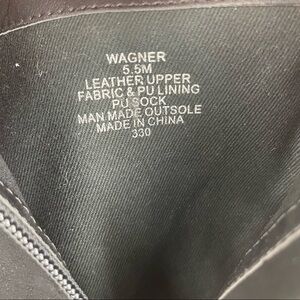 WAGNER
5.5M
LEATHER UPPER
FABRIC & PU LINING
PU SOCK
MAN MADE OUTSOLE
MADE IN CHINA
330